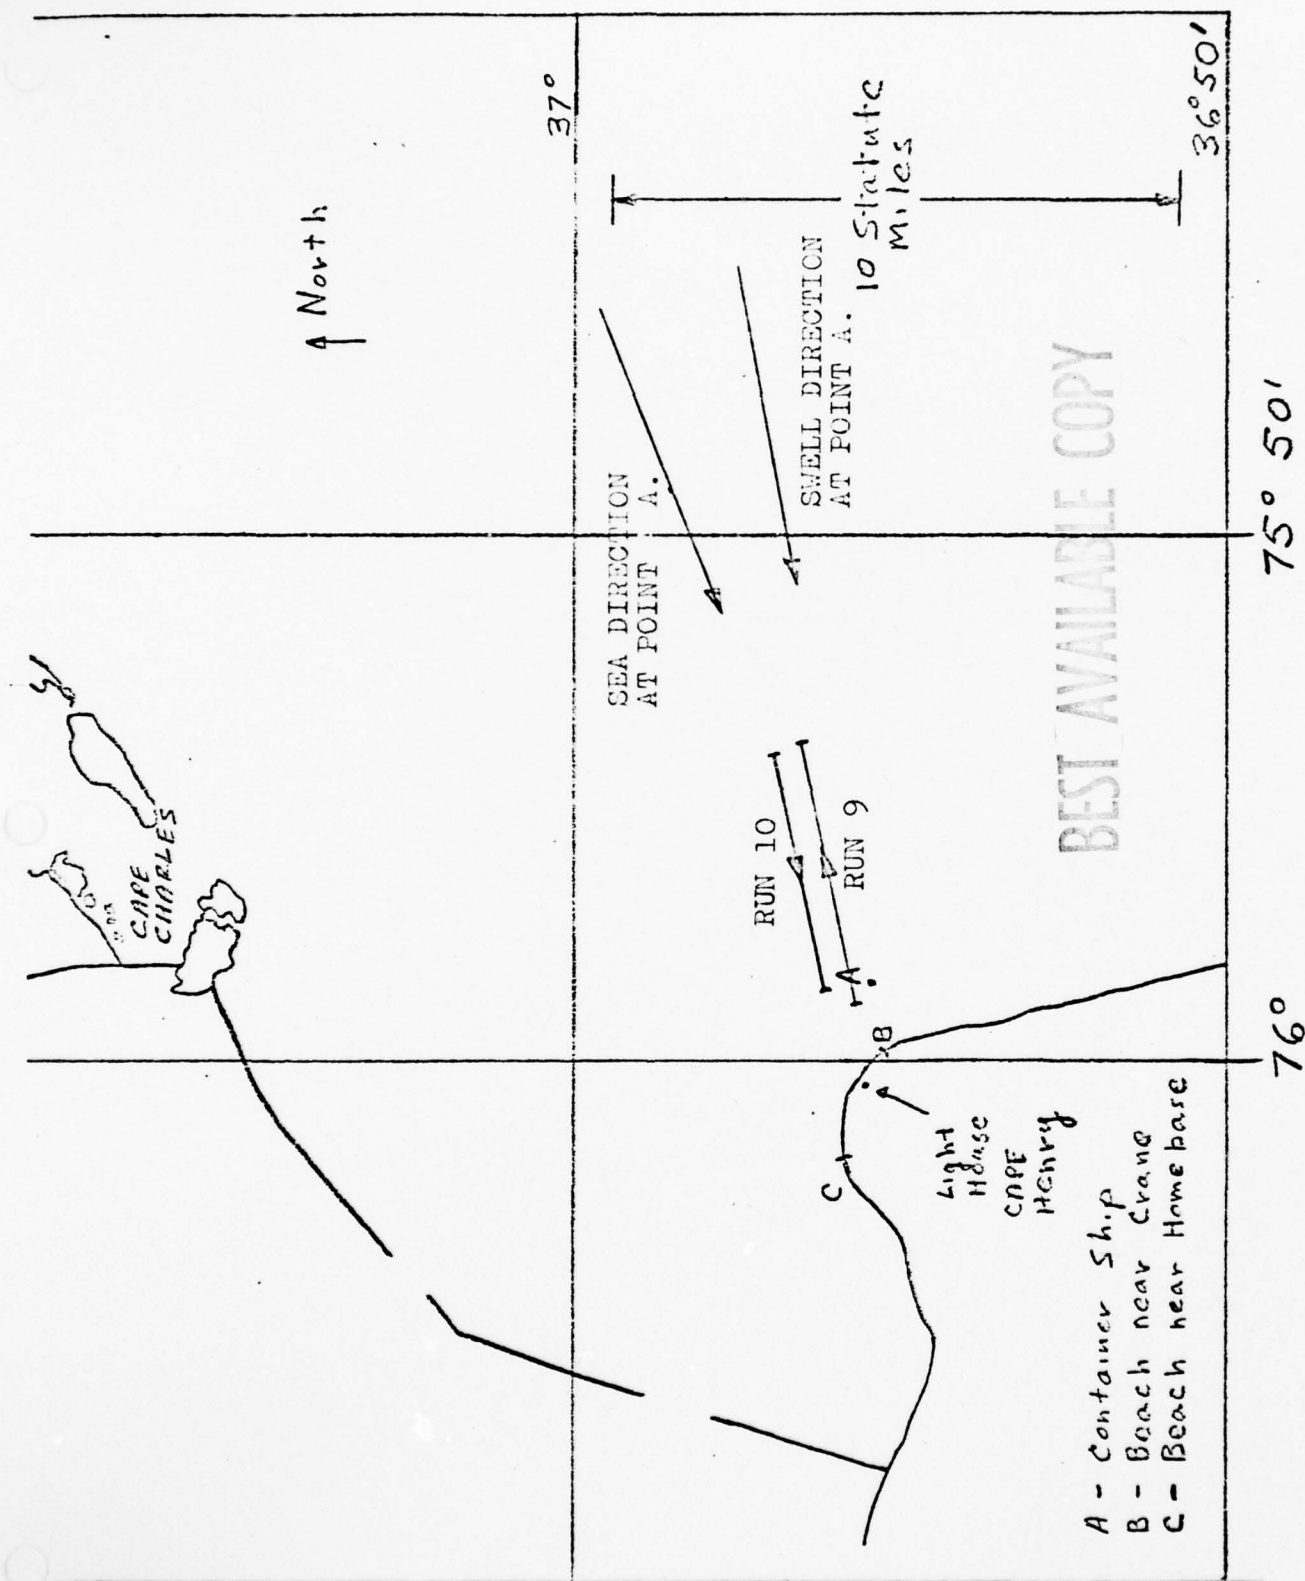 North
37°
36° 50'
10 Statute
Miles
SEA DIRECTION
AT POINT A.
SWELL DIRECTION
AT POINT A.
CAPE
CHARLES
RUN 10
RUN 9
A
B
C
Light
House
CAPE
Henry
A - Container Ship
B - Beach near Crane
C - Beach near Homebase
76°
75° 50'
BEST AVAILABLE COPY